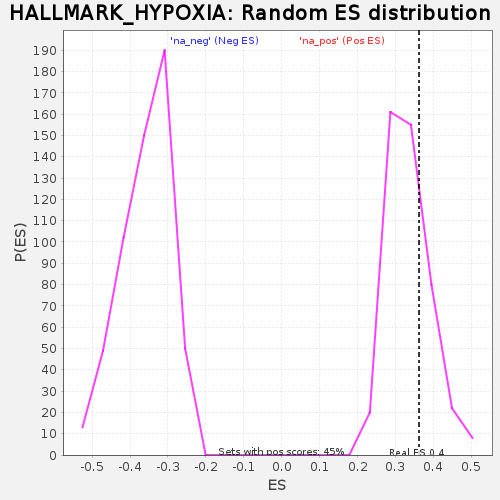 HALLMARK_HYPOXIA: Random ES distribution
'na_neg' (Neg ES)
'na_pos' (Pos ES)
190
180
170
160
150
140
130
120
110
100
90
80
70
60
50
40
30
20
10
0
P(ES)
Sets with pos scores: 45%
Real ES 0.4
-0.5 -0.4 -0.3 -0.2 -0.1 0.0 0.1 0.2 0.3 0.4 0.5
ES